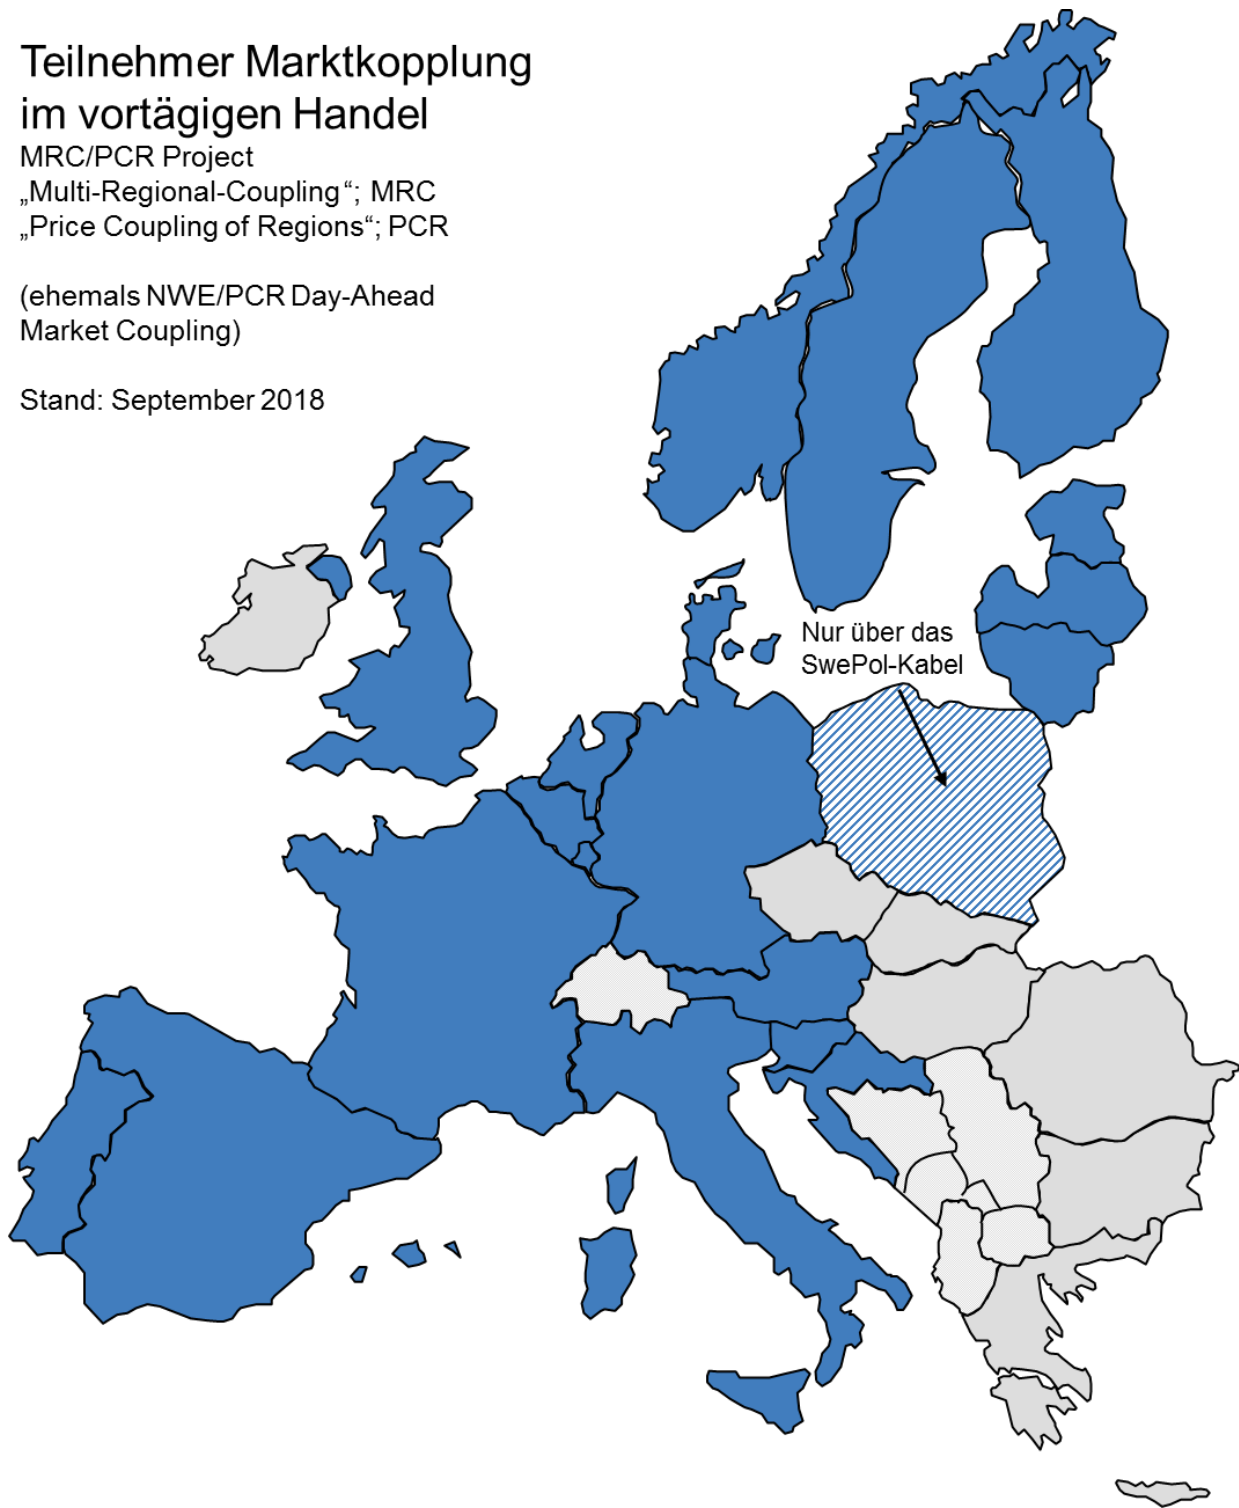 Teilnehmer Marktkopplung
im vortägigen Handel
MRC/PCR Project
„Multi-Regional-Coupling“; MRC
„Price Coupling of Regions“; PCR
(ehemals NWE/PCR Day-Ahead
Market Coupling)
Stand: September 2018
Nur über das
SwePol-Kabel